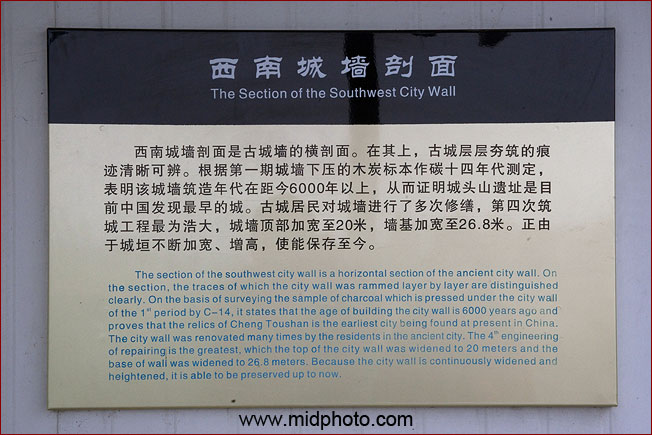 西南城墙剖面
The Section of the Southwest City Wall
西南城墙剖面是古城墙的横剖面。在其上，古城层层夯筑的痕
迹清晰可辨。根据第一期城墙下压的木炭标本作碳十四年代测定，
表明该城墙筑造年代在距今6000年以上，从而证明城头山遗址是目
前中国发现最早的城。古城居民对城墙进行了多次修缮，第四次筑
城工程最为浩大，城墙顶部加宽至20米，墙基加宽至26.8米。正由
于城垣不断加宽、增高，使能保存至今。
The section of the southwest city wall is a horizontal section of the ancient city wall. On
the section, the traces of which the city wall was rammed layer by layer are distinguished
clearly. On the basis of surveying the sample of charcoal which is pressed under the city wall
of the 1st period by C-14, it states that the age of building the city wall is 6000 years ago and
proves that the relics of Cheng Toushan is the earliest city being found at present in China.
The city wall was renovated many times by the residents in the ancient city. The 4th engineering
of repairing is the greatest, which the top of the city wall was widened to 20 meters and the
base of wall was widened to 26.8 meters. Because the city wall is continuously widened and
heightened, it is able to be preserved up to now.
www.midphoto.com